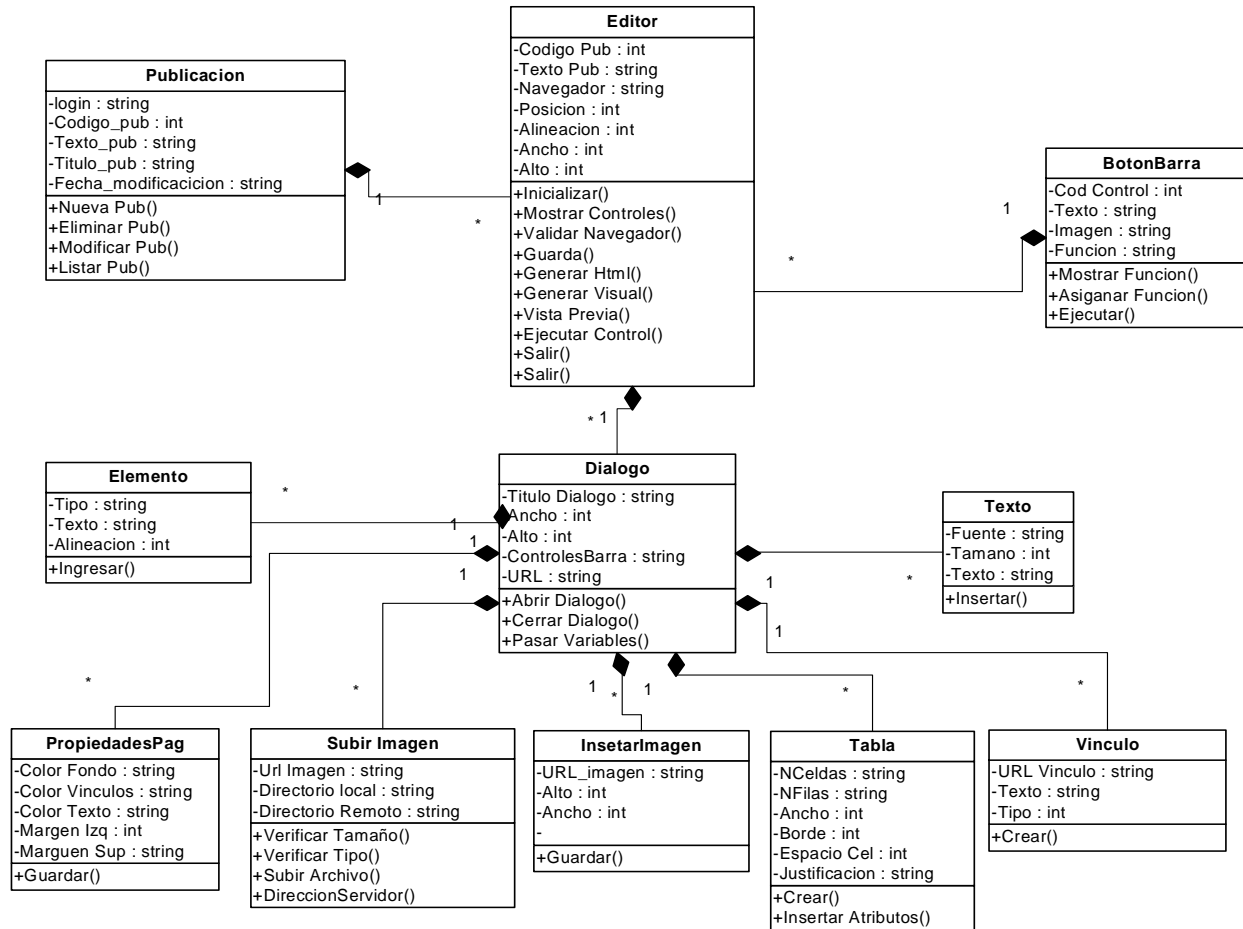 Editor
-Codigo Pub : int
-Texto Pub : string
-Navegador : string
-Posicion : int
-Alineacion : int
-Ancho : int
-Alto : int
+Inicializar()
+Mostrar Controles()
+Validar Navegador()
+Guarda()
+Generar Html()
+Generar Visual()
+Vista Previa()
+Ejecutar Control()
+Salir()
+Salir()
Publicacion
-login : string
-Codigo_pub : int
-Texto_pub : string
-Titulo_pub : string
-Fecha_modificacicion : string
+Nueva Pub()
+Eliminar Pub()
+Modificar Pub()
+Listar Pub()
1
*
BotonBarra
-Cod Control : int
-Texto : string
-Imagen : string
-Funcion : string
+Mostrar Funcion()
+Asiganar Funcion()
+Ejecutar()
1
*
* 1
Dialogo
-Titulo Dialogo : string
-Ancho : int
-Alto : int
-ControlesBarra : string
-URL : string
+Abrir Dialogo()
+Cerrar Dialogo()
+Pasar Variables()
Elemento
-Tipo : string
-Texto : string
-Alineacion : int
+Ingresar()
*
1
1
1
Texto
-Fuente : string
-Tamano : int
-Texto : string
+Insertar()
*
1
1
*
*
1
*
1
*
*
PropiedadesPag
-Color Fondo : string
-Color Vinculos : string
-Color Texto : string
-Margen Izq : int
-Marguen Sup : string
+Guardar()
Subir Imagen
-Url Imagen : string
-Directorio local : string
-Directorio Remoto : string
+Verificar Tamaño()
+Verificar Tipo()
+Subir Archivo()
+DireccionServidor()
InsetarImagen
-URL_imagen : string
-Alto : int
-Ancho : int
-
+Guardar()
Tabla
-NCeldas : string
-NFilas : string
-Ancho : int
-Borde : int
-Espacio Cel : int
-Justificacion : string
+Crear()
+Insertar Atributos()
Vinculo
-URL Vinculo : string
-Texto : string
-Tipo : int
+Crear()